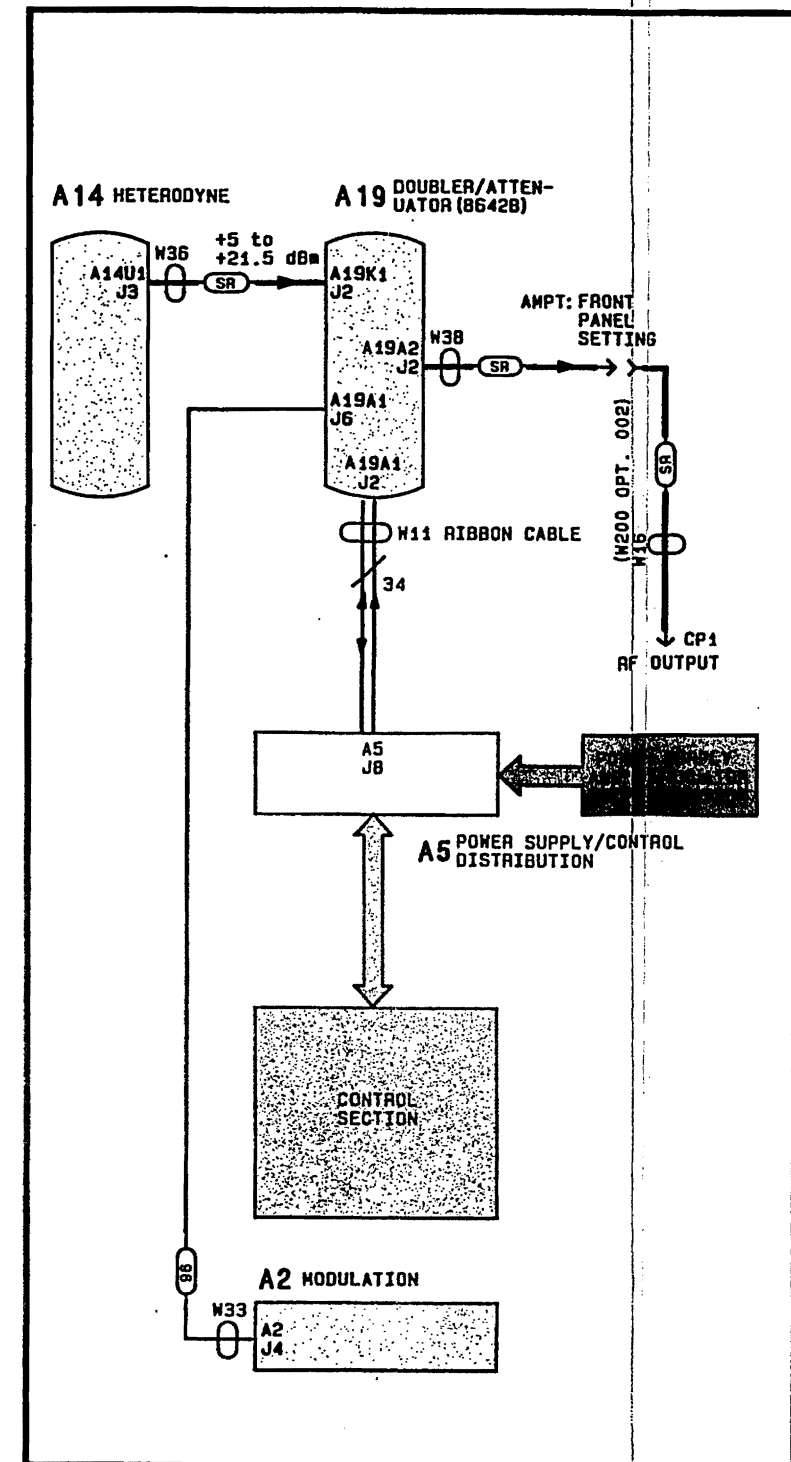 A14 HETERODYNE
A19 DOUBLER/ATTEN-
UATOR (8642B)
W36
+5 to
+21.5 dBm
A14U1
J3
SR
A19K1
J2
AMPT: FRONT
PANEL
SETTING
A19A2
J2
W38
SR
A19A1
J6
A19A1
J2
(W200 OPT. 002)
W16
SR
W11 RIBBON CABLE
34
CP1
RF OUTPUT
A5
J8
A5 POWER SUPPLY/CONTROL
DISTRIBUTION
CONTROL
SECTION
96
A2 MODULATION
W33
A2
J4